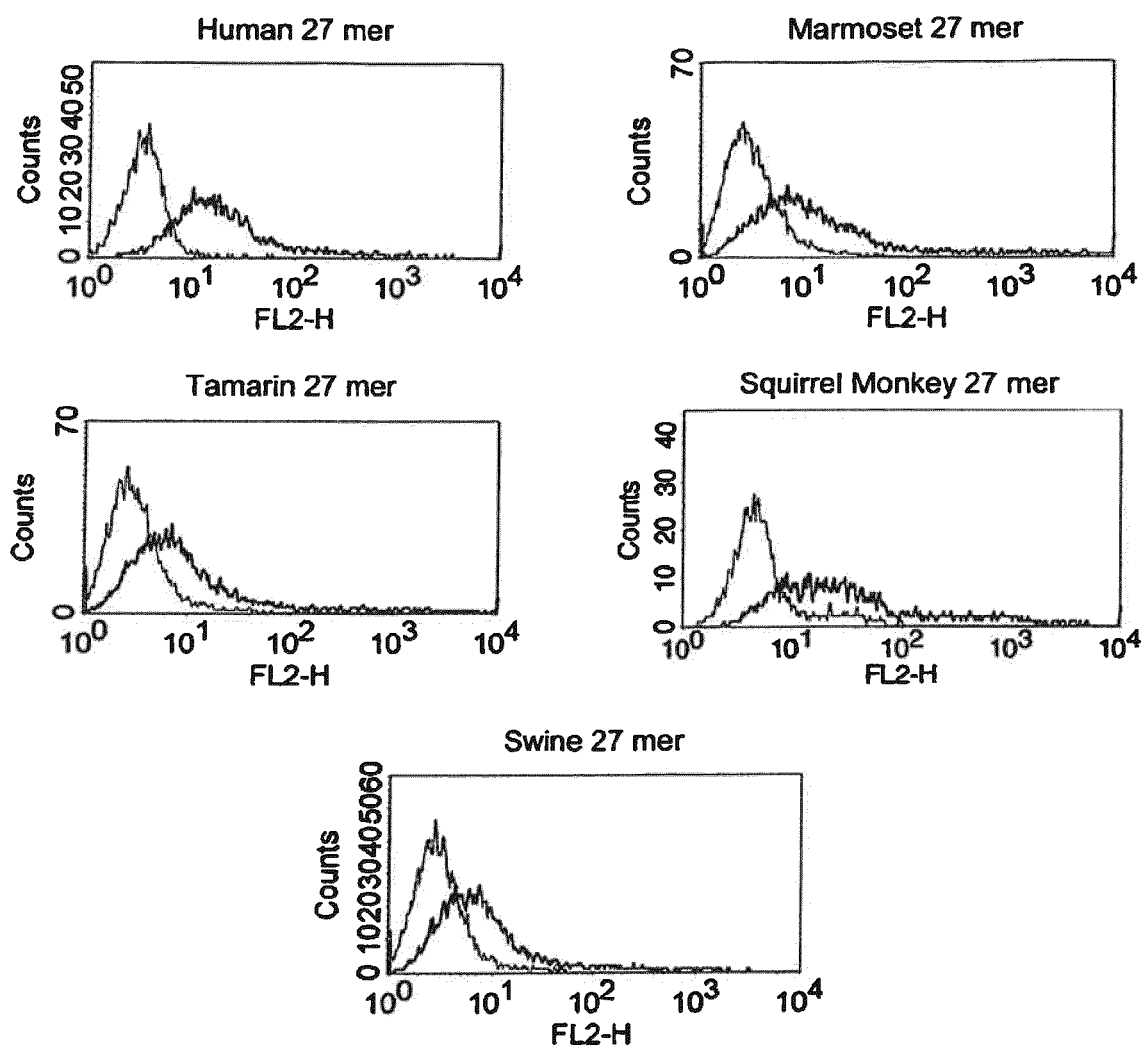 Human 27 mer
Counts
0 10 20 30 40 50
10^0 10^1 10^2 10^3 10^4
FL2-H
Marmoset 27 mer
Counts
0 70
10^0 10^1 10^2 10^3 10^4
FL2-H
Tamarin 27 mer
Counts
0 70
10^0 10^1 10^2 10^3 10^4
FL2-H
Squirrel Monkey 27 mer
Counts
0 10 20 30 40
10^0 10^1 10^2 10^3 10^4
FL2-H
Swine 27 mer
Counts
0 10 20 30 40 50 60
10^0 10^1 10^2 10^3 10^4
FL2-H